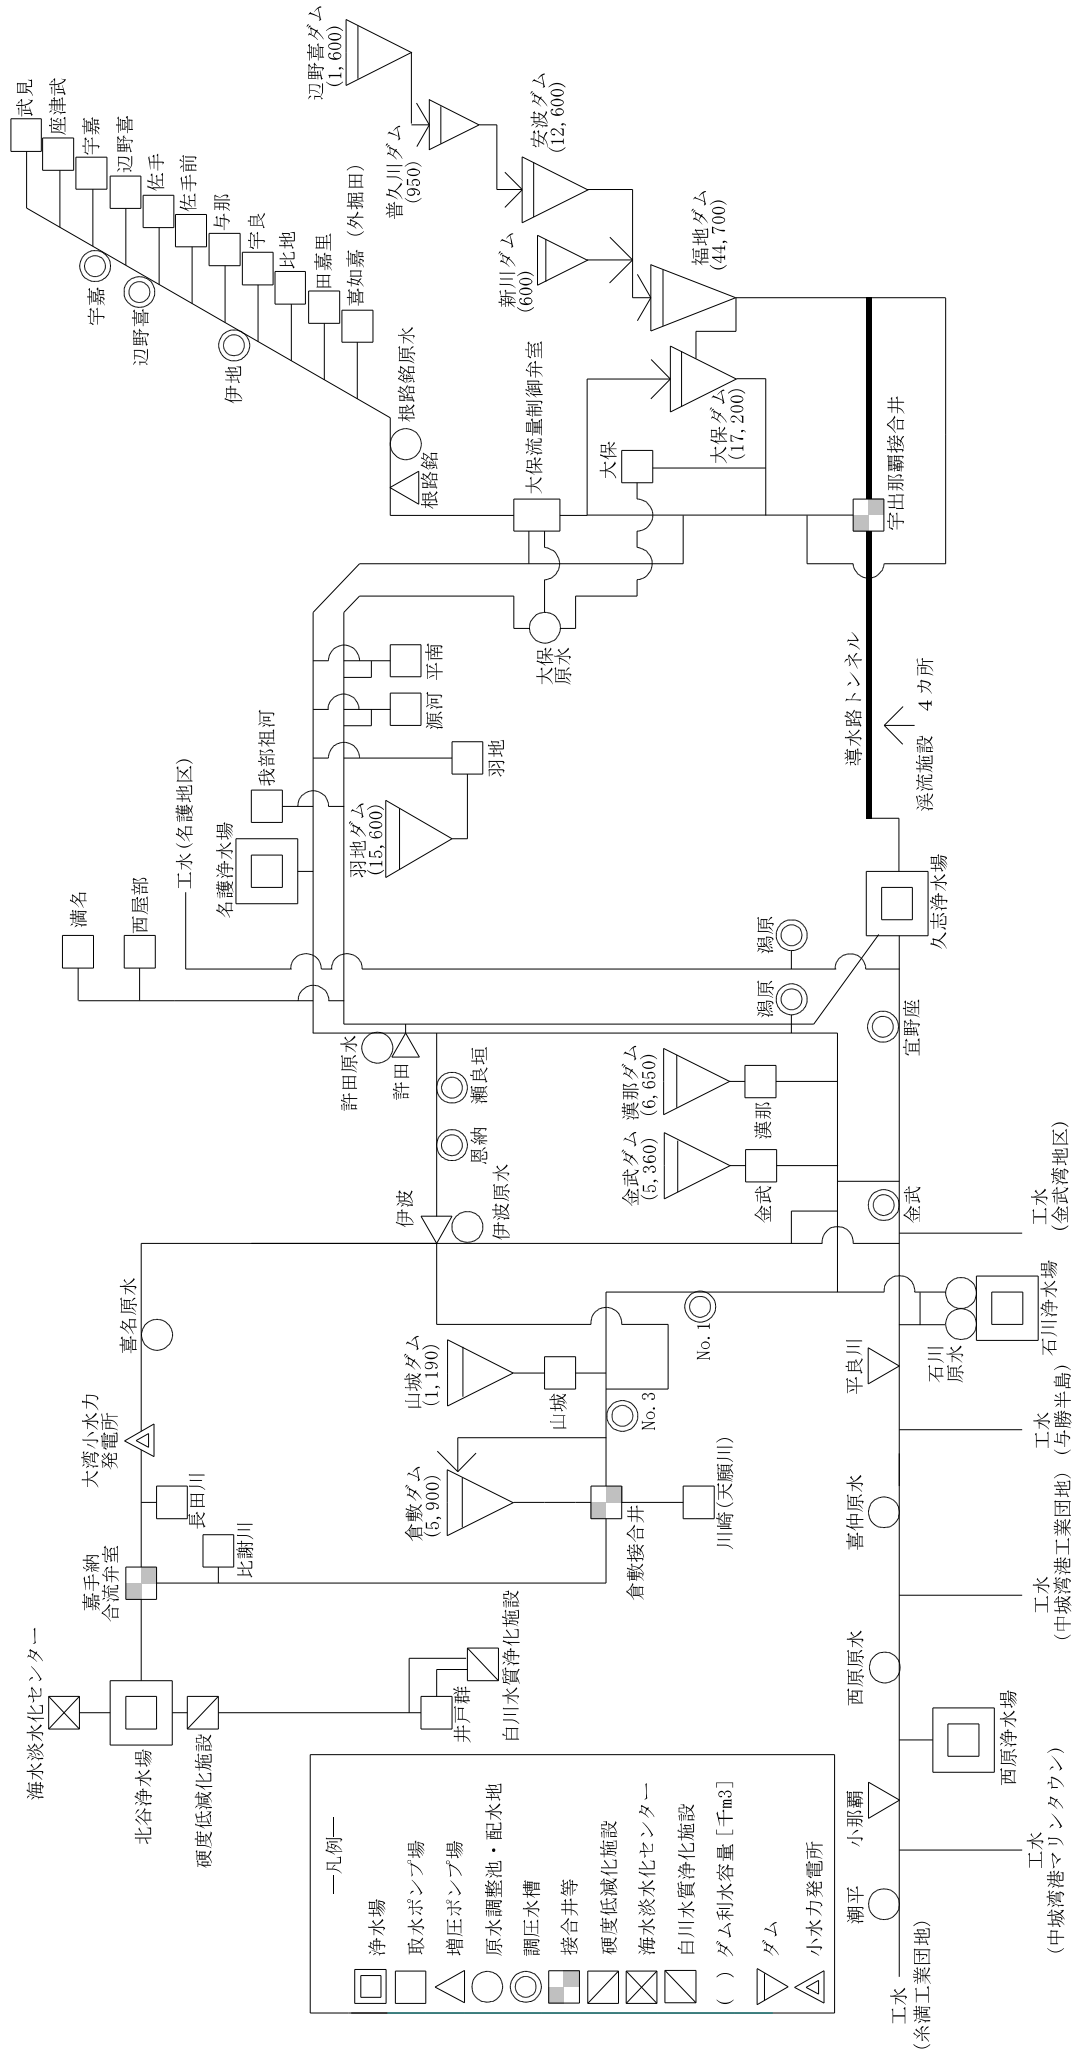 武見
座津武
宇嘉
辺野喜
佐手
佐手前
与那
宇良
比地
田嘉里
喜如嘉（外掘田）
宇嘉
辺野喜
伊地
根路銘原水
根路銘
辺野喜ダム
(1,600)
普久川ダム
(950)
安波ダム
(12,600)
新川ダム
(600)
福地ダム
(44,700)
大保ダム
(17,200)
大保流量制御弁室
大保
宇出那覇接合井
大保
原水
導水路トンネル
渓流施設 4カ所
平南
源河
羽地
羽地ダム
(15,600)
我部祖河
名護浄水場
工水(名護地区)
満名
西屋部
久志浄水場
潟原
潟原
宜野座
許田原水
許田
瀬良垣
恩納
漢那ダム
(6,650)
漢那
金武ダム
(5,360)
金武
金武
工水
(金武湾地区)
伊波
伊波原水
喜名原水
大湾小水力
発電所
長田川
比謝川
嘉手納
合流弁室
山城ダム
(1,190)
山城
No.1
No.3
倉敷ダム
(5,900)
倉敷接合井
川崎(天願川)
石川浄水場
石川
原水
平良川
工水
(与勝半島)
喜仲原水
工水
(中城湾港工業団地)
西原原水
西原浄水場
小那覇
工水
(中城湾港マリンタウン)
潮平
工水
(糸満工業団地)
海水淡水化センター
北谷浄水場
硬度低減化施設
井戸群
白川水質浄化施設
―凡例―
浄水場
取水ポンプ場
増圧ポンプ場
原水調整池・配水地
調圧水槽
接合井等
硬度低減化施設
海水淡水化センター
白川水質浄化施設
( ) ダム利水容量［千m3］
ダム
小水力発電所